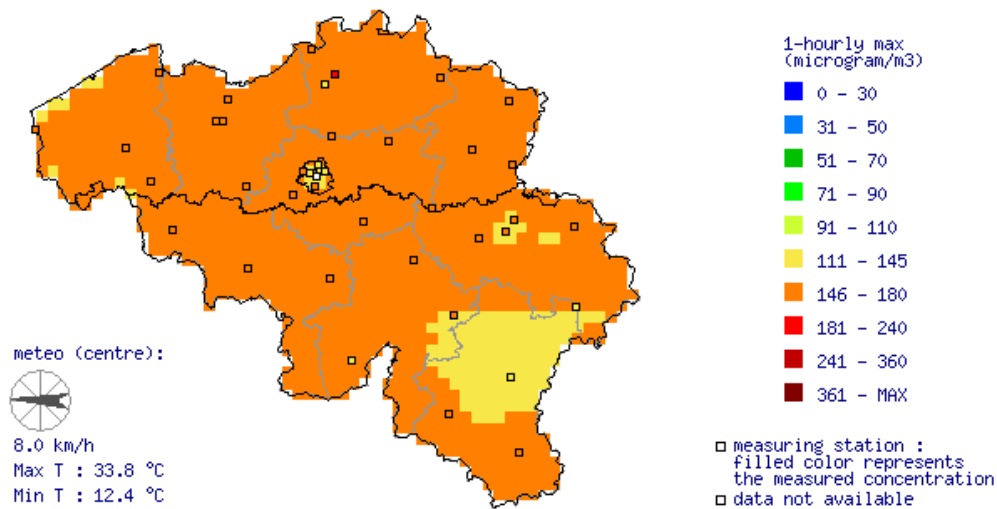 1-hourly max
(microgram/m3)
0 - 30
31 - 50
51 - 70
71 - 90
91 - 110
111 - 145
146 - 180
181 - 240
241 - 360
361 - MAX
meteo (centre):
8.0 km/h
Max T : 33.8 °C
Min T : 12.4 °C
measuring station :
filled color represents
the measured concentration
data not available